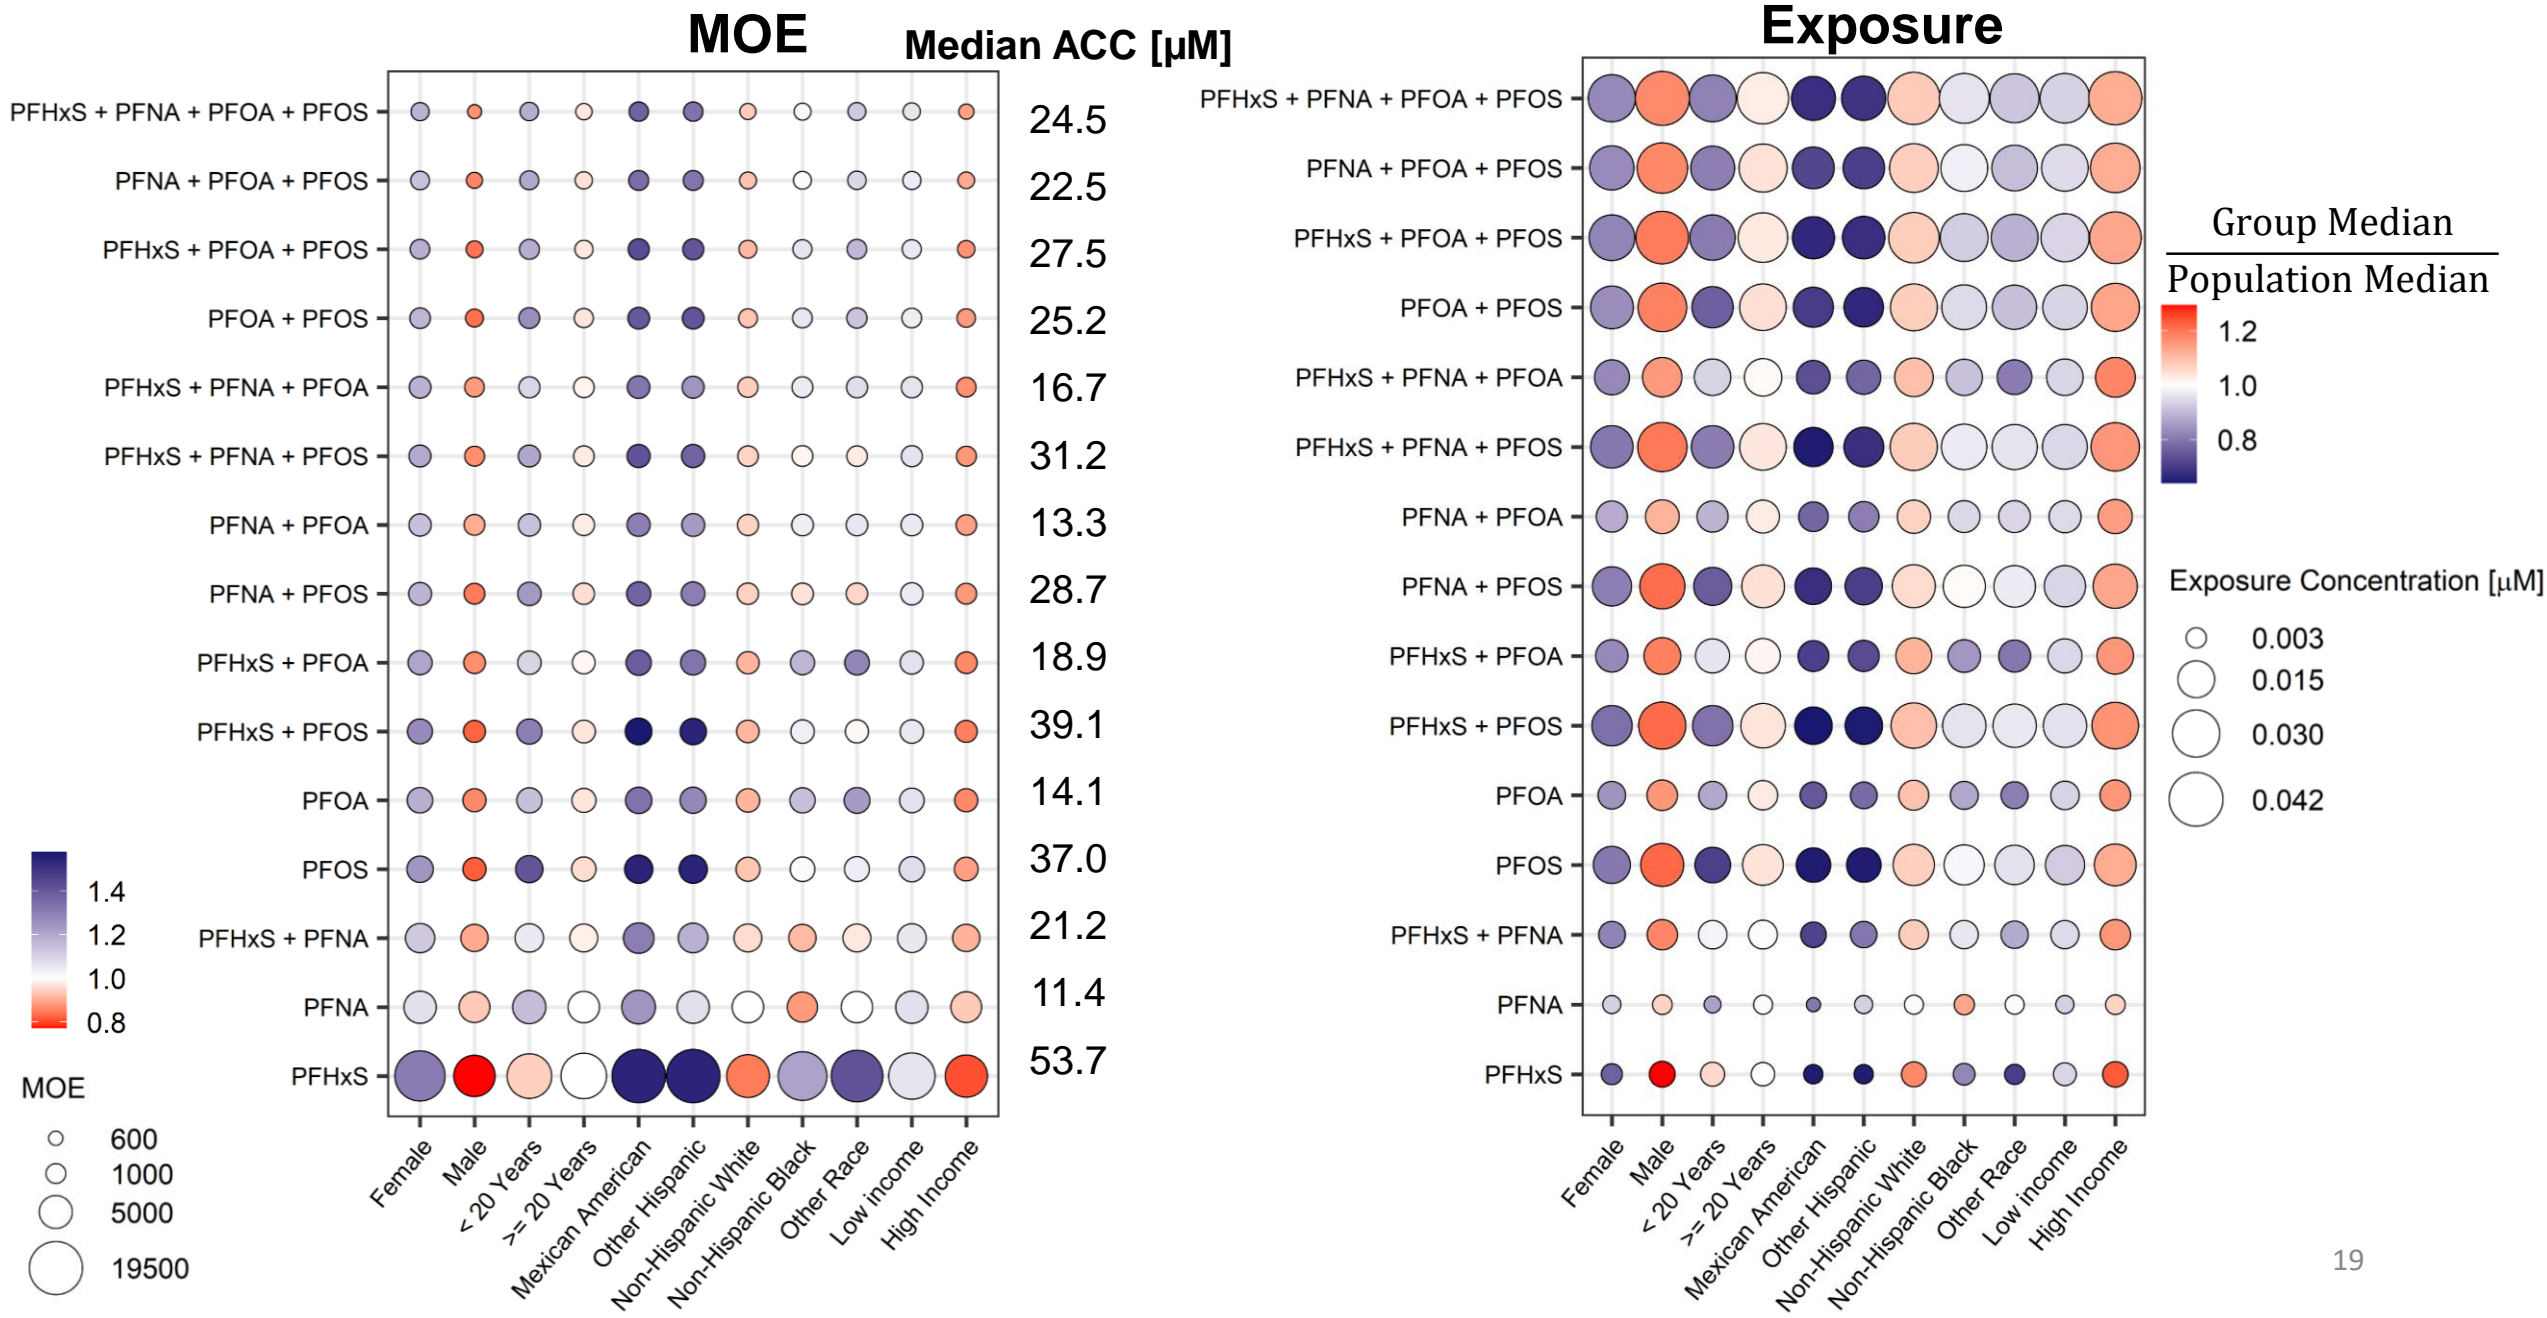 MOE
Median ACC [µM]
PFHxS + PFNA + PFOA + PFOS
24.5
PFNA + PFOA + PFOS
22.5
PFHxS + PFOA + PFOS
27.5
PFOA + PFOS
25.2
PFHxS + PFNA + PFOA
16.7
PFHxS + PFNA + PFOS
31.2
PFNA + PFOA
13.3
PFNA + PFOS
28.7
PFHxS + PFOA
18.9
PFHxS + PFOS
39.1
PFOA
14.1
PFOS
37.0
PFHxS + PFNA
21.2
PFNA
11.4
PFHxS
53.7
1.4
1.2
1.0
0.8
MOE
600
1000
5000
19500
Female
Male
< 20 Years
>= 20 Years
Mexican American
Other Hispanic
Non-Hispanic White
Non-Hispanic Black
Other Race
Low income
High Income
Exposure
PFHxS + PFNA + PFOA + PFOS
PFNA + PFOA + PFOS
PFHxS + PFOA + PFOS
PFOA + PFOS
PFHxS + PFNA + PFOA
PFHxS + PFNA + PFOS
PFNA + PFOA
PFNA + PFOS
PFHxS + PFOA
PFHxS + PFOS
PFOA
PFOS
PFHxS + PFNA
PFNA
PFHxS
Female
Male
< 20 Years
>= 20 Years
Mexican American
Other Hispanic
Non-Hispanic White
Non-Hispanic Black
Other Race
Low income
High Income
Group Median
Population Median
1.2
1.0
0.8
Exposure Concentration [µM]
0.003
0.015
0.030
0.042
19